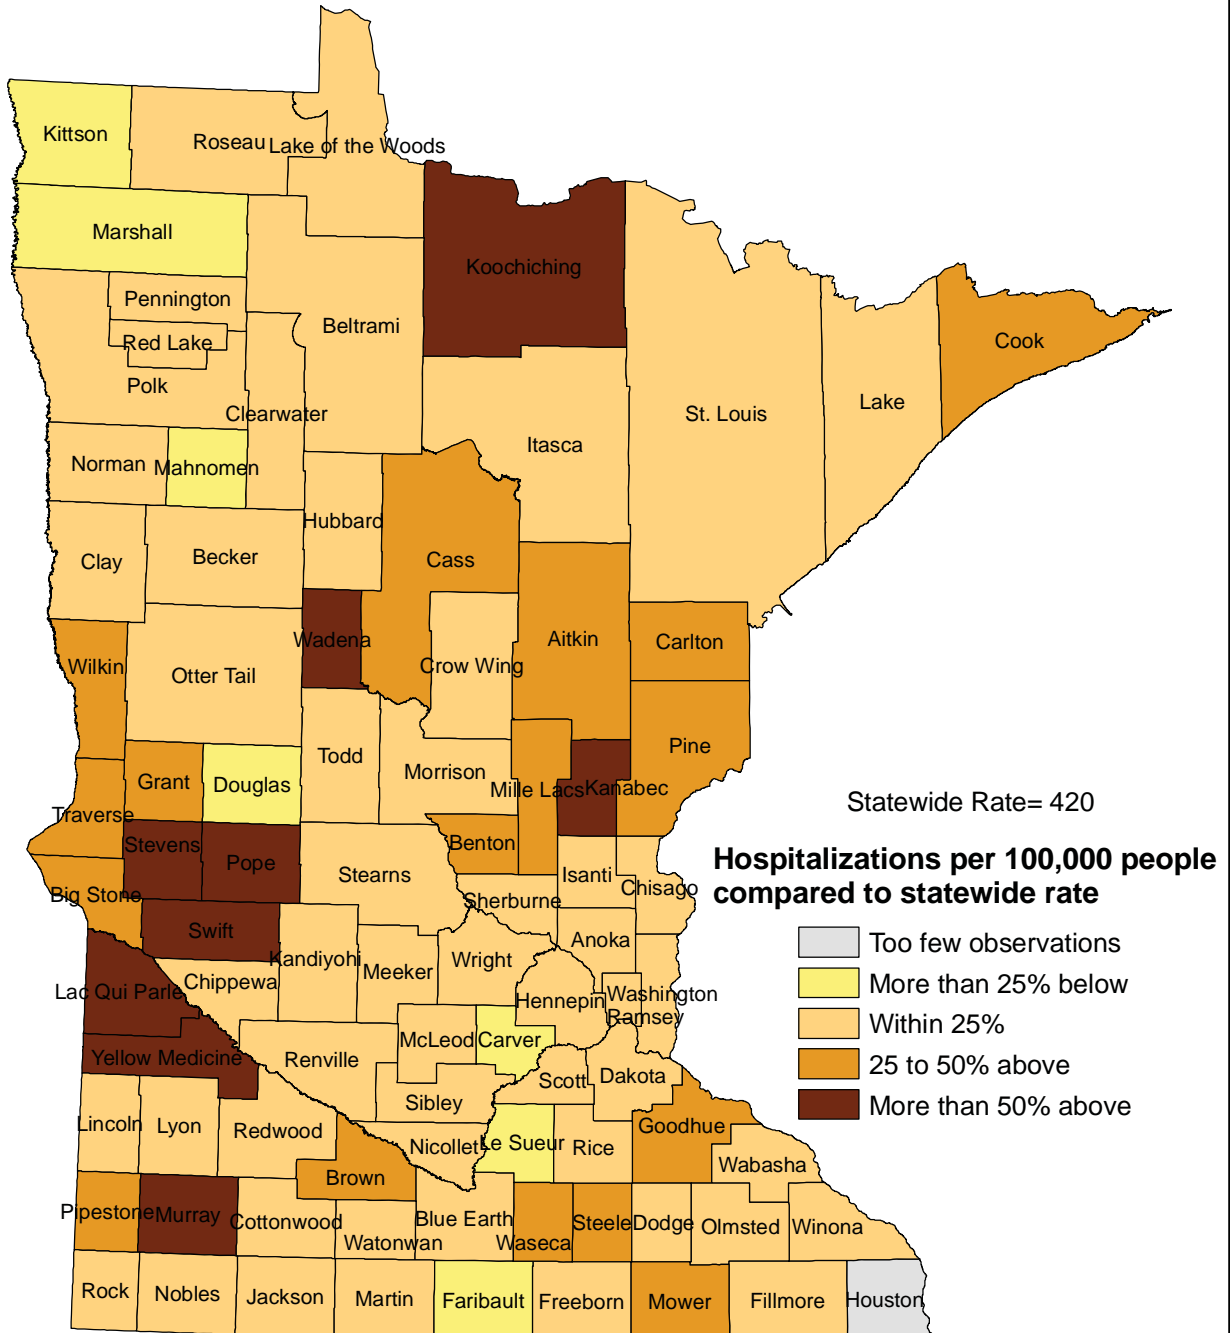 Kittson
Roseau
Lake of the Woods
Marshall
Koochiching
Pennington
Beltrami
Red Lake
Cook
Polk
Lake
Clearwater
St. Louis
Itasca
Norman
Mahnomen
Hubbard
Becker
Clay
Cass
Wadena
Aitkin
Carlton
Wilkin
Crow Wing
Otter Tail
Pine
Todd
Morrison
Grant
Douglas
Mille Lacs
Kanabec
Statewide Rate= 420
Traverse
Stevens
Benton
Pope
Hospitalizations per 100,000 people
compared to statewide rate
Stearns
Isanti
Chisago
Big Stone
Sherburne
Swift
Anoka
Too few observations
Kandiyohi
Wright
Meeker
Chippewa
More than 25% below
Lac Qui Parle
Hennepin
Washington
Ramsey
Within 25%
McLeod
Carver
Yellow Medicine
Renville
25 to 50% above
Scott
Dakota
Sibley
More than 50% above
Lincoln
Lyon
Redwood
Goodhue
Nicollet
Le Sueur
Rice
Wabasha
Brown
Pipestone
Murray
Cottonwood
Blue Earth
Steele
Dodge
Olmsted
Winona
Watonwan
Waseca
Rock
Nobles
Jackson
Martin
Faribault
Freeborn
Mower
Fillmore
Houston